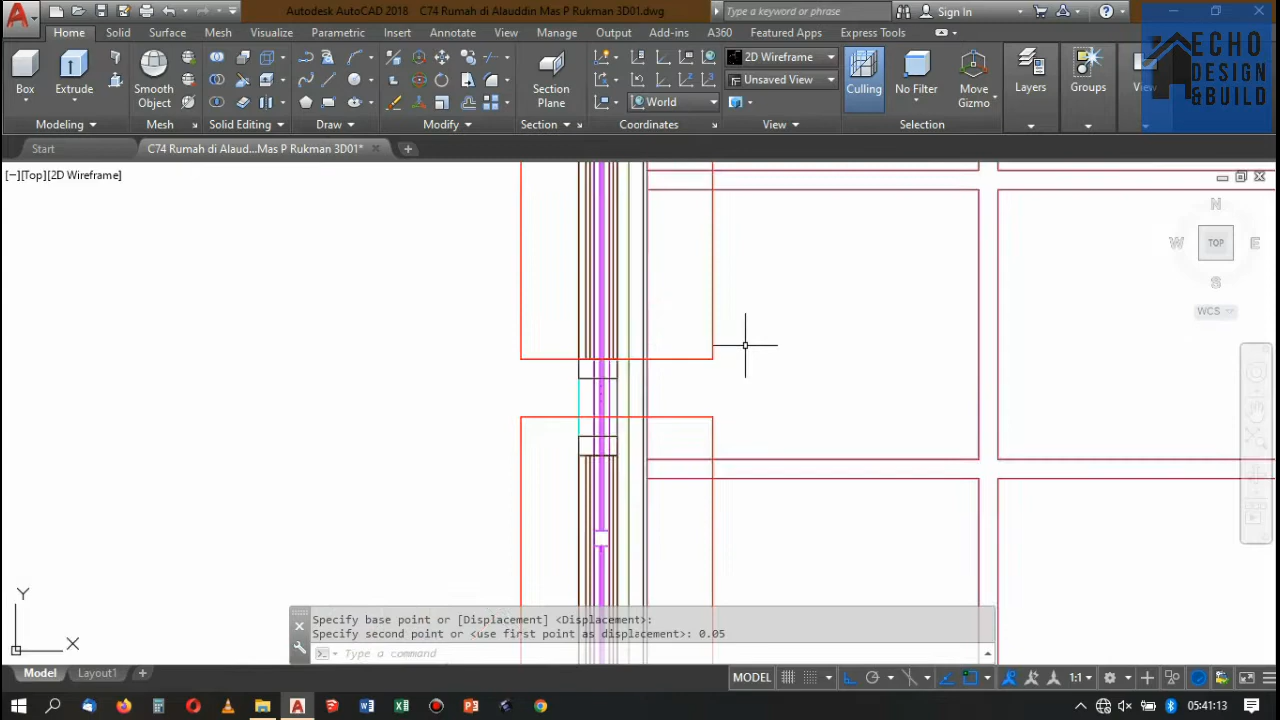 Autodesk AutoCAD 2018 C74 Rumah di Alauddin Mas P Rukman 3D01.dwg
Type a keyword or phrase
Sign In
Home Solid Surface Mesh Visualize Parametric Insert Annotate View Manage Output Add-ins A360 Featured Apps Express Tools
ECHO
DESIGN
&BUILD
2D Wireframe
Unsaved View
World
Box Extrude Smooth Object Section Plane Culling No Filter Move Gizmo Layers Groups View
Modeling Mesh Solid Editing Draw Modify Section Coordinates View Selection
Start C74 Rumah di Alaud...Mas P Rukman 3D01*
[−][Top][2D Wireframe]
N
W TOP E
S
WCS
Y
X
Specify base point or [Displacement] <Displacement>:
Specify second point or <use first point as displacement>: 0.05
Type a command
Model Layout1
MODEL 1:1
05:41:13